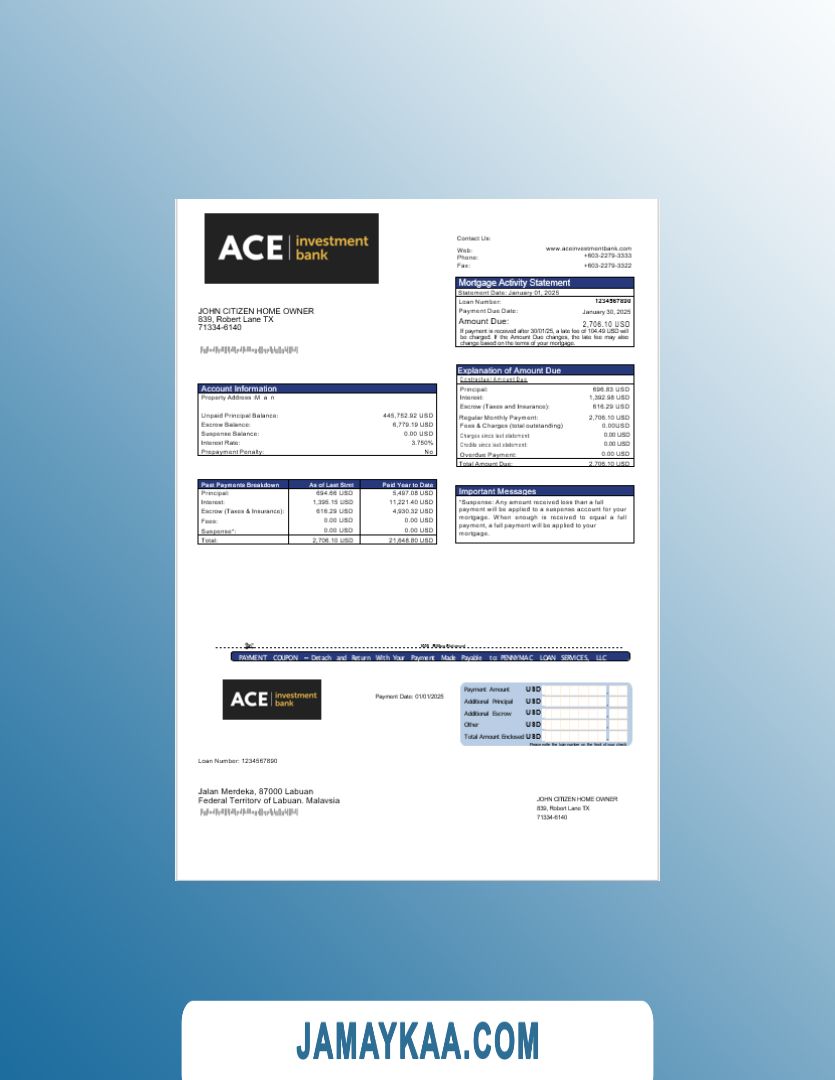 ACE investment bank
Contact Us:
Web: www.aceinvestmentbank.com
Phone: +603-2279-3333
Fax: +603-2279-3322
Mortgage Activity Statement
Statement Date: January 01, 2025
Loan Number: 1234567890
Payment Due Date: January 30, 2025
Amount Due: 2,706.10 USD
If payment is received after 30/01/25, a late fee of 104.49 USD will
be charged. If the Amount Due changes, the late fee may also
change based on the terms of your mortgage.
JOHN CITIZEN HOME OWNER
839, Robert Lane TX
71334-6140
Explanation of Amount Due
Contractual Amount Due
Principal: 696.83 USD
Interest: 1,392.98 USD
Escrow (Taxes and Insurance): 616.29 USD
Regular Monthly Payment: 2,706.10 USD
Fees & Charges (total outstanding) 0.00USD
Charges since last statement: 0.00 USD
Credits since last statement: 0.00 USD
Overdue Payment: 0.00 USD
Total Amount Due: 2,706.10 USD
Account Information
Property Address :M a n
Unpaid Principal Balance: 445,752.92 USD
Escrow Balance: 6,779.19 USD
Suspense Balance: 0.00 USD
Interest Rate: 3.750%
Prepayment Penalty: No
Past Payments Breakdown As of Last Stmt Paid Year to Date
Principal: 694.66 USD 5,497.08 USD
Interest: 1,395.15 USD 11,221.40 USD
Escrow (Taxes & Insurance): 616.29 USD 4,930.32 USD
Fees: 0.00 USD 0.00 USD
Suspense*: 0.00 USD 0.00 USD
Total: 2,706.10 USD 21,648.80 USD
Important Messages
*Suspense: Any amount received less than a full
payment will be applied to a suspense account for your
mortgage. When enough is received to equal a full
payment, a full payment will be applied to your
mortgage.
PAYMENT COUPON – Detach and Return With Your Payment Made Payable to: PENNYMAC LOAN SERVICES, LLC
ACE investment bank
Payment Date: 01/01/2025
Payment Amount USD
Additional Principal USD
Additional Escrow USD
Other USD
Total Amount Enclosed USD
Please write the loan number on the front of your check
Loan Number: 1234567890
Jalan Merdeka, 87000 Labuan
Federal Territory of Labuan. Malaysia
JOHN CITIZEN HOME OWNER
839, Robert Lane TX
71334-6140
JAMAYKAA.COM